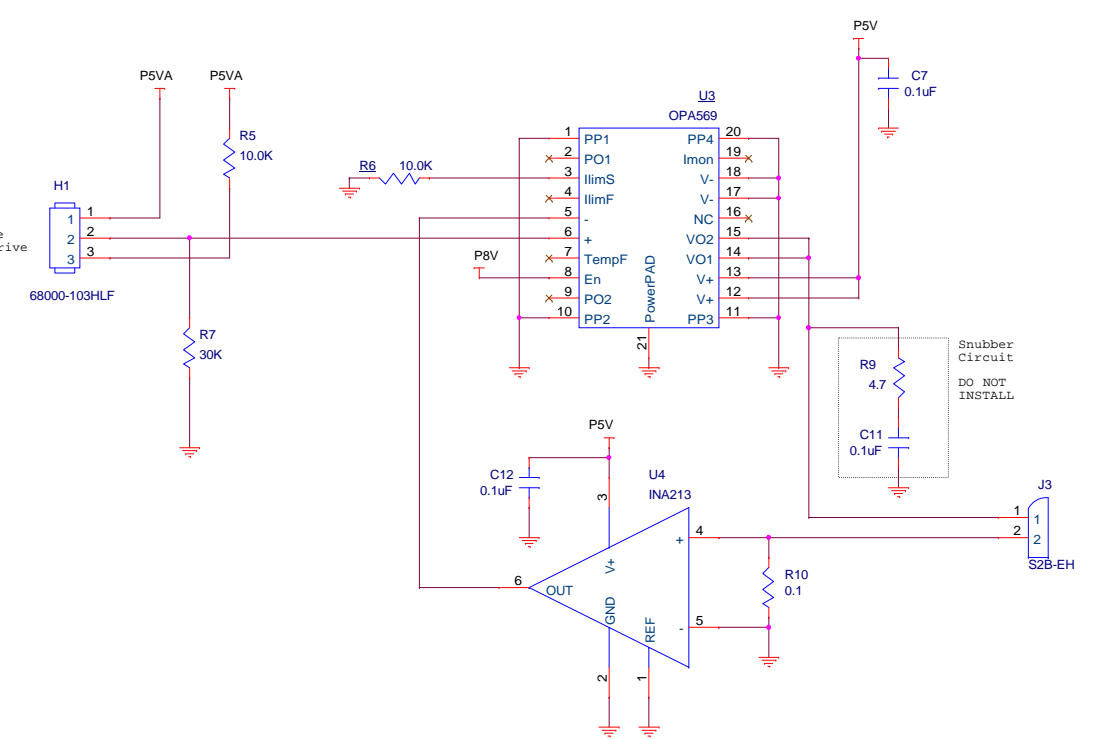 P5V
C7
0.1uF
P5VA
P5VA
R5
10.0K
U3
OPA569
H1
1 1
2 2
3 3
e
rive
68000-103HLF
R6 10.0K
R7
30K
P8V
1 PP1
2 PO1
3 IlimS
4 IlimF
5 -
6 +
7 TempF
8 En
9 PO2
10 PP2
PowerPAD
21
PP4 20
Imon 19
V- 18
V- 17
NC 16
VO2 15
VO1 14
V+ 13
V+ 12
PP3 11
Snubber
Circuit
DO NOT
INSTALL
R9
4.7
C11
0.1uF
P5V
C12
0.1uF
U4
INA213
3
V+
+ 4
6 OUT
GND
REF
- 5
2
1
R10
0.1
J3
1 1
2 2
S2B-EH